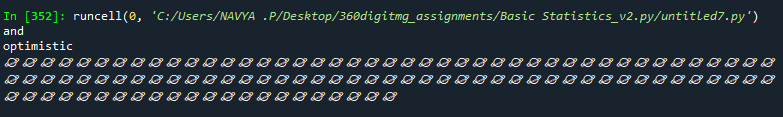 In [352]: runcell(0, 'C:/Users/NAVYA .P/Desktop/360digitmg_assignments/Basic Statistics_v2.py/untitled7.py')
and
optimistic
🪐🪐🪐🪐🪐🪐🪐🪐🪐🪐🪐🪐🪐🪐🪐🪐🪐🪐🪐🪐🪐🪐🪐🪐🪐🪐🪐🪐🪐🪐🪐🪐🪐🪐🪐🪐🪐🪐🪐🪐🪐🪐🪐
🪐🪐🪐🪐🪐🪐🪐🪐🪐🪐🪐🪐🪐🪐🪐🪐🪐🪐🪐🪐🪐🪐🪐🪐🪐🪐🪐🪐🪐🪐🪐🪐🪐🪐🪐🪐🪐🪐🪐🪐🪐🪐🪐
🪐🪐🪐🪐🪐🪐🪐🪐🪐🪐🪐🪐🪐🪐🪐🪐🪐🪐🪐🪐🪐🪐